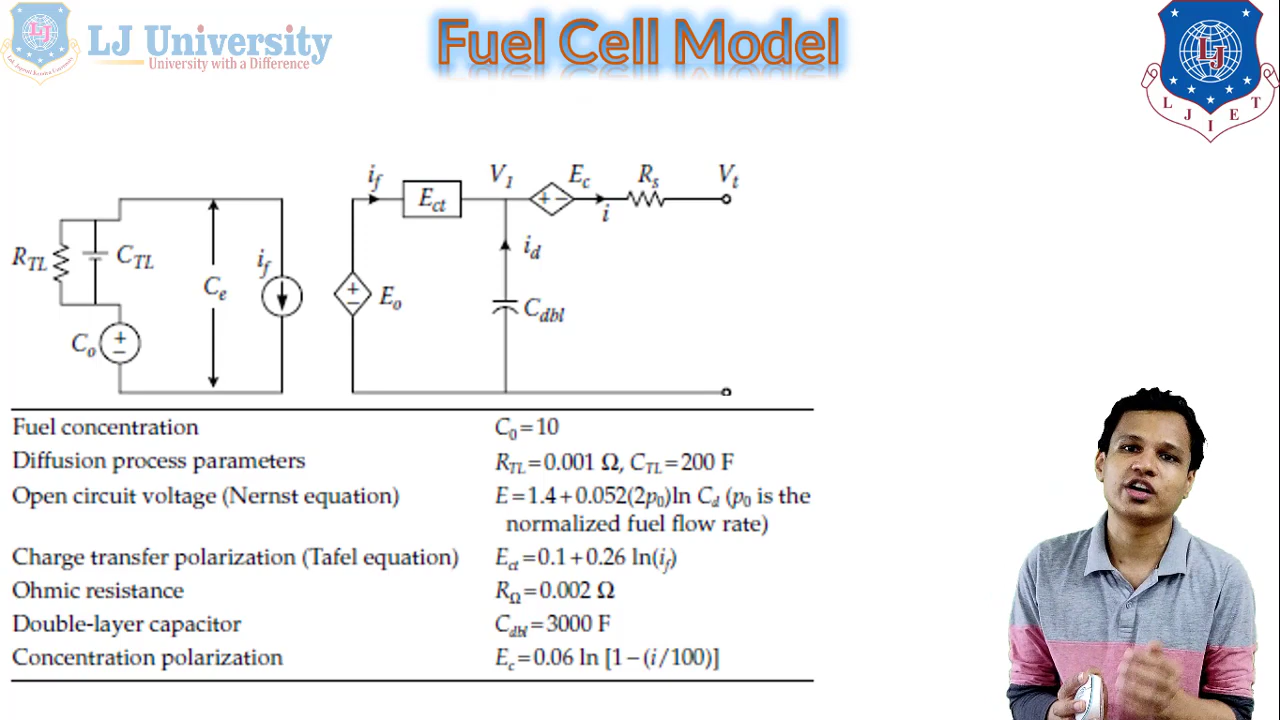 LJ University
University with a Difference
Fuel Cell Model
LJ
L J I E T
i_f
E_ct
V_1
E_c
R_s
V_t
i
R_TL
C_TL
C_e
i_f
E_o
i_d
C_dbl
C_o
Fuel concentration C_0=10
Diffusion process parameters R_TL=0.001 Ω, C_TL=200 F
Open circuit voltage (Nernst equation) E=1.4+0.052(2p_0)ln C_d (p_0 is the
normalized fuel flow rate)
Charge transfer polarization (Tafel equation) E_ct=0.1+0.26 ln(i_f)
Ohmic resistance R_Ω=0.002 Ω
Double-layer capacitor C_dbl=3000 F
Concentration polarization E_c=0.06 ln [1−(i/100)]